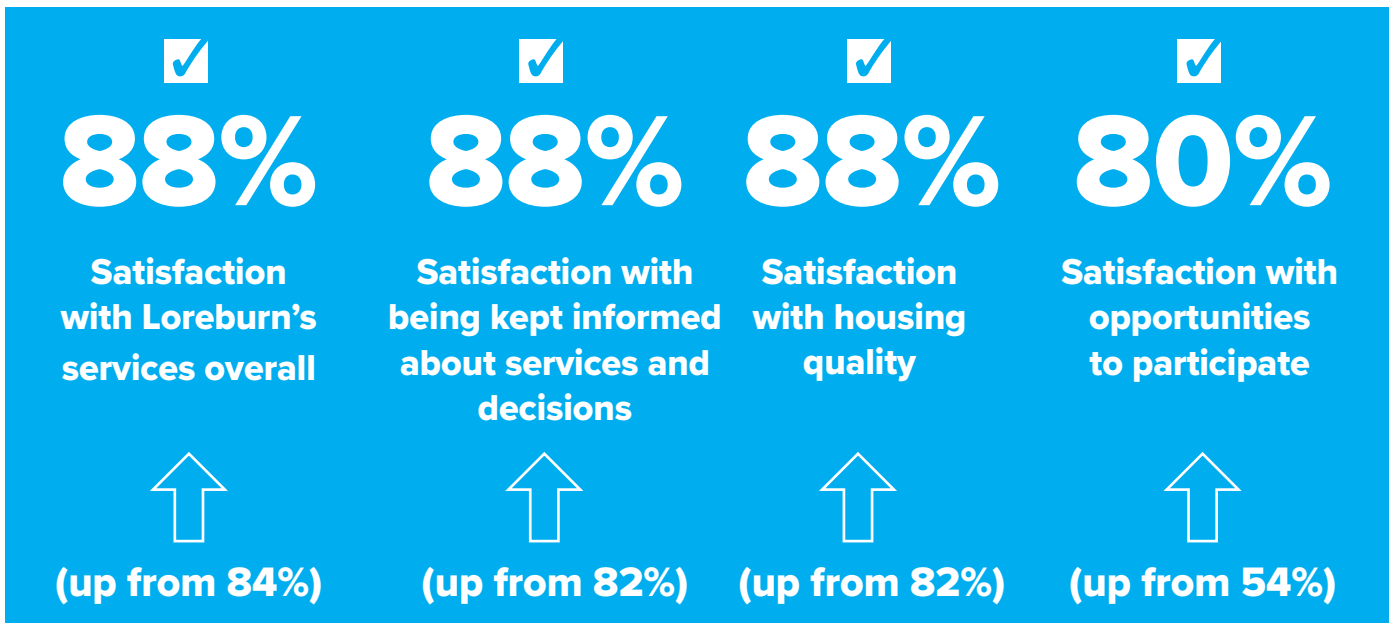 88%
Satisfaction
with Loreburn’s
services overall
(up from 84%)
88%
Satisfaction with
being kept informed
about services and
decisions
(up from 82%)
88%
Satisfaction
with housing
quality
(up from 82%)
80%
Satisfaction with
opportunities
to participate
(up from 54%)